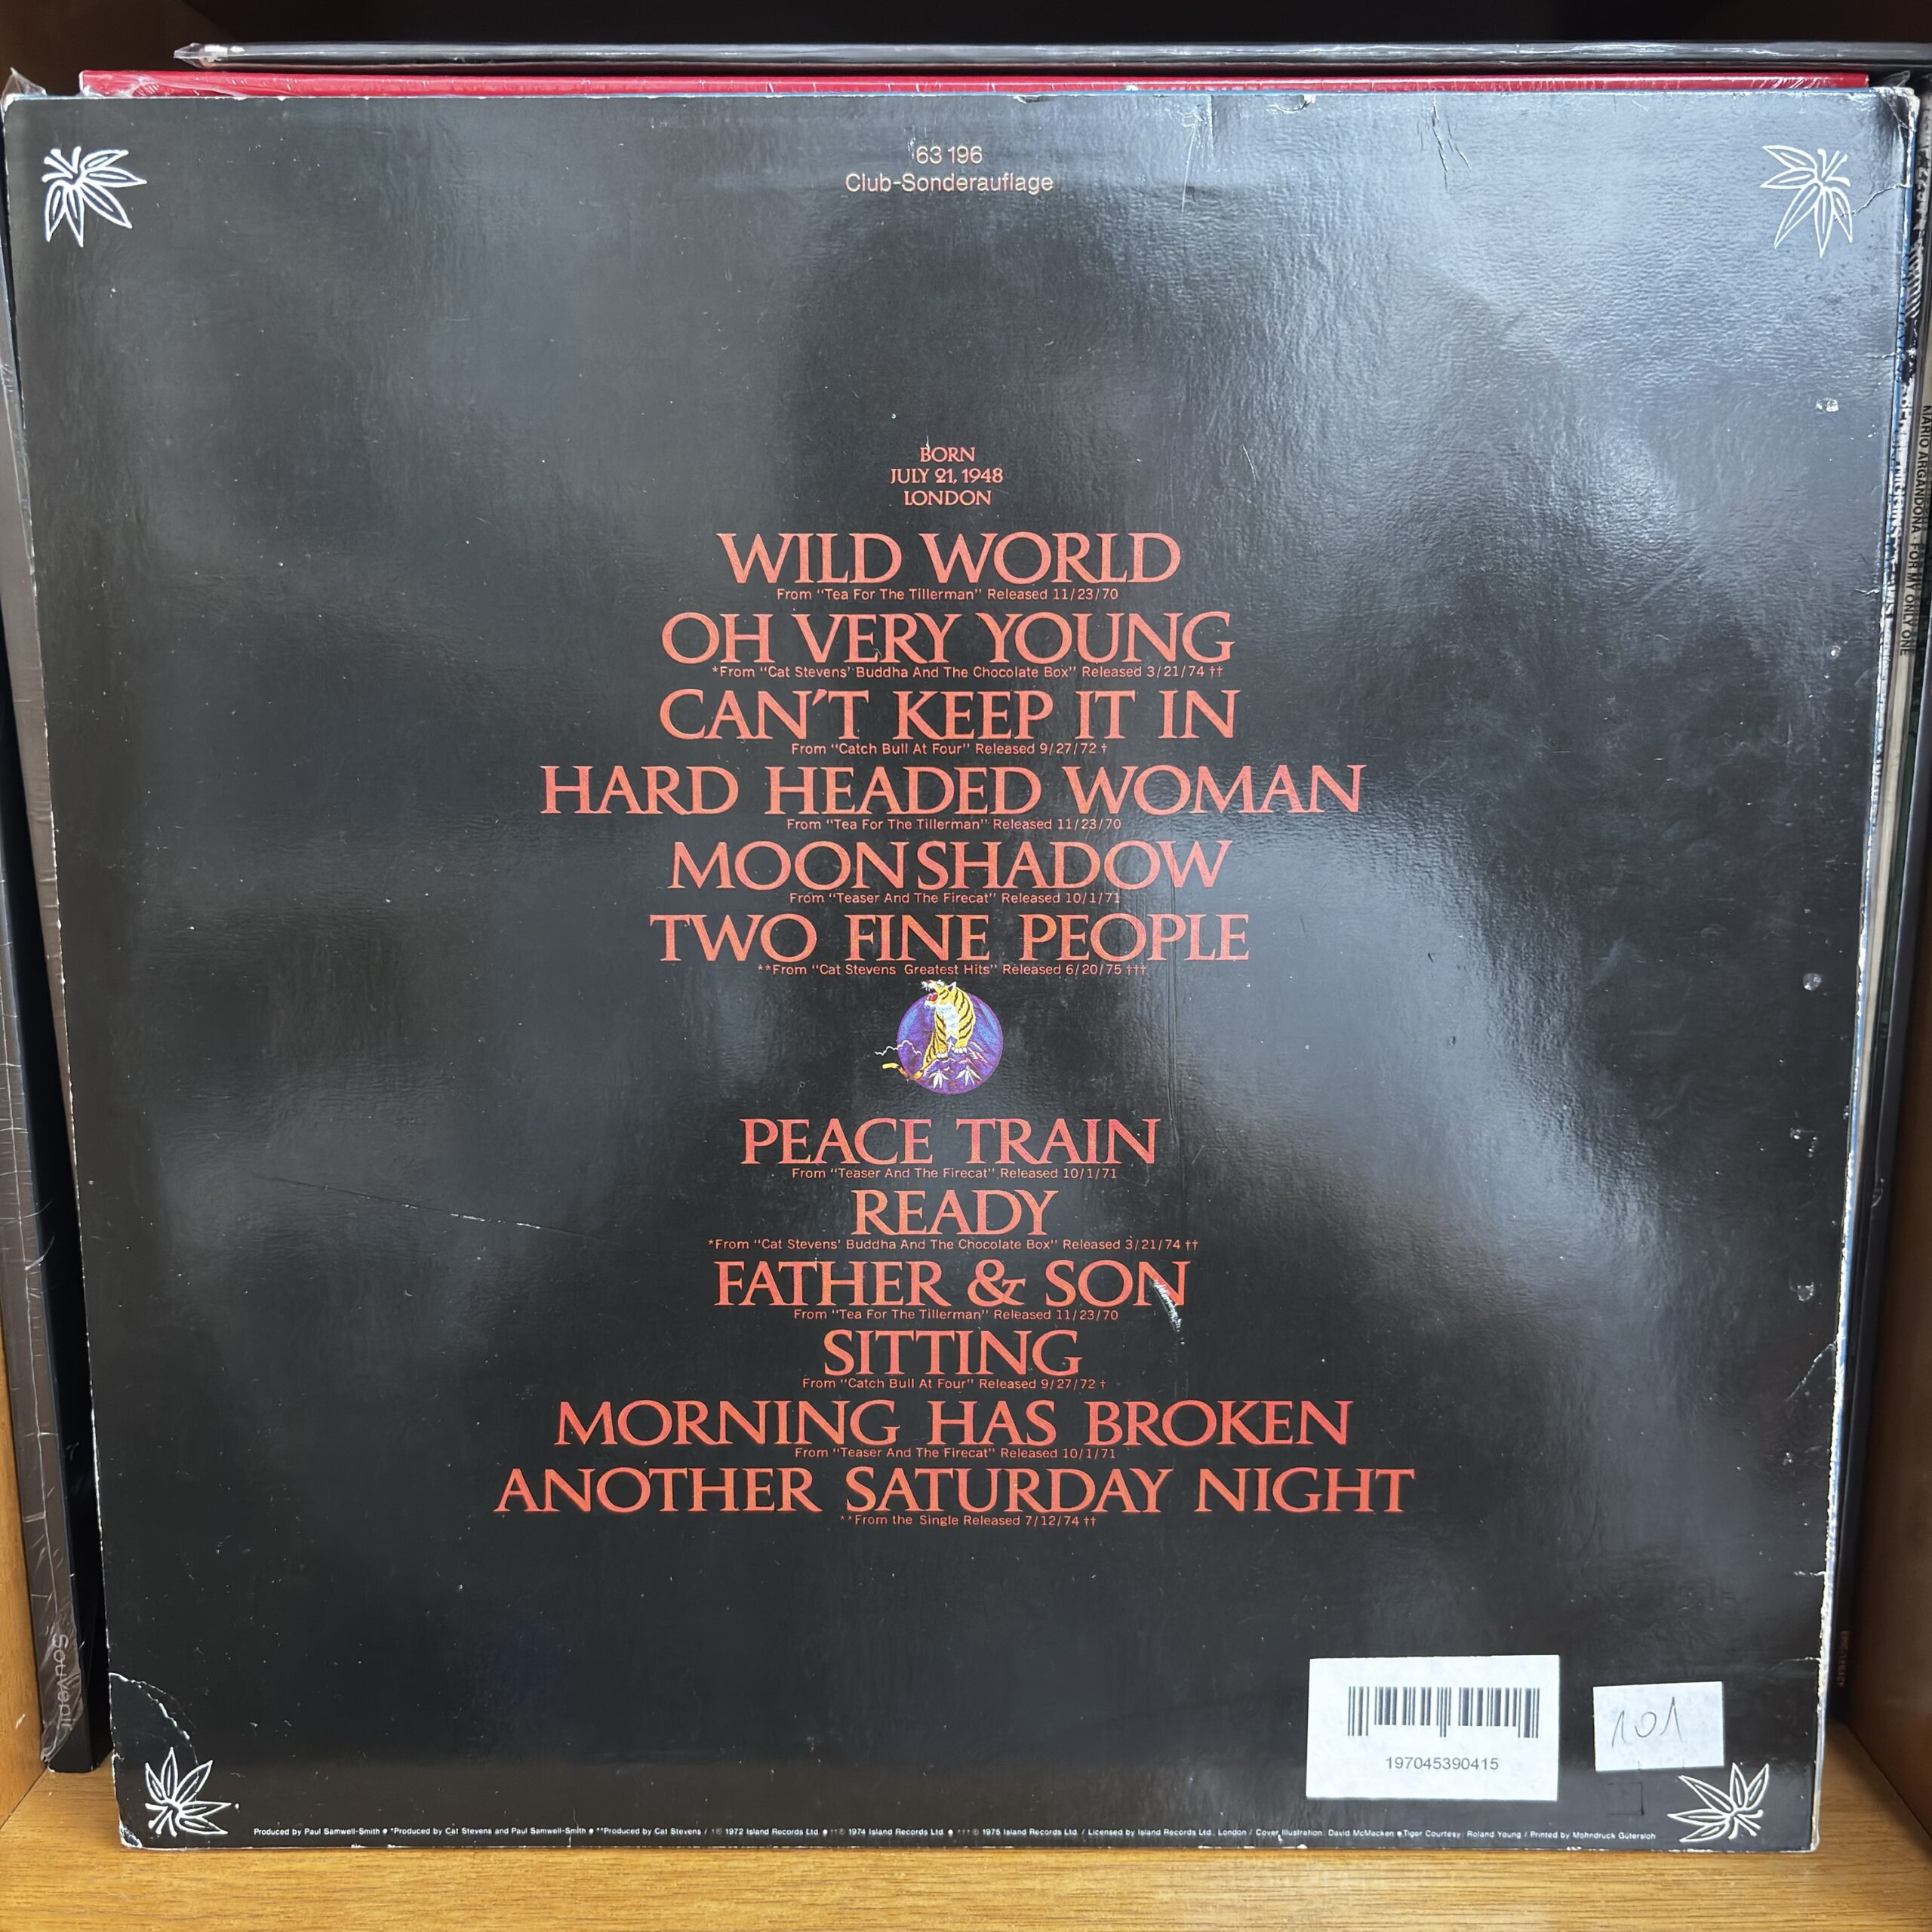 63 196
Club-Sonderauflage
BORN
JULY 21, 1948
LONDON
WILD WORLD
From "Tea For The Tillerman" Released 11/23/70
OH VERY YOUNG
*From "Cat Stevens' Buddha And The Chocolate Box" Released 3/21/74 ††
CAN'T KEEP IT IN
From "Catch Bull At Four" Released 9/27/72 †
HARD HEADED WOMAN
From "Tea For The Tillerman" Released 11/23/70
MOONSHADOW
From "Teaser And The Firecat" Released 10/1/71
TWO FINE PEOPLE
**From "Cat Stevens Greatest Hits" Released 6/20/75 †††
PEACE TRAIN
From "Teaser And The Firecat" Released 10/1/71
READY
*From "Cat Stevens' Buddha And The Chocolate Box" Released 3/21/74 ††
FATHER & SON
From "Tea For The Tillerman" Released 11/23/70
SITTING
From "Catch Bull At Four" Released 9/27/72 †
MORNING HAS BROKEN
From "Teaser And The Firecat" Released 10/1/71
ANOTHER SATURDAY NIGHT
**From the Single Released 7/12/74 ††
197045390415
101
Produced by Paul Samwell-Smith ● *Produced by Cat Stevens and Paul Samwell-Smith ● **Produced by Cat Stevens / †℗ 1972 Island Records Ltd. ● ††℗ 1974 Island Records Ltd. ● †††℗ 1975 Island Records Ltd. / Licensed by Island Records Ltd., London / Cover Illustration: David McMacken ● Tiger Courtesy: Roland Young / Printed by Mohndruck Gütersloh
Souvenir
MARIO ARGANDOÑA · FOR MY ONLY ONE